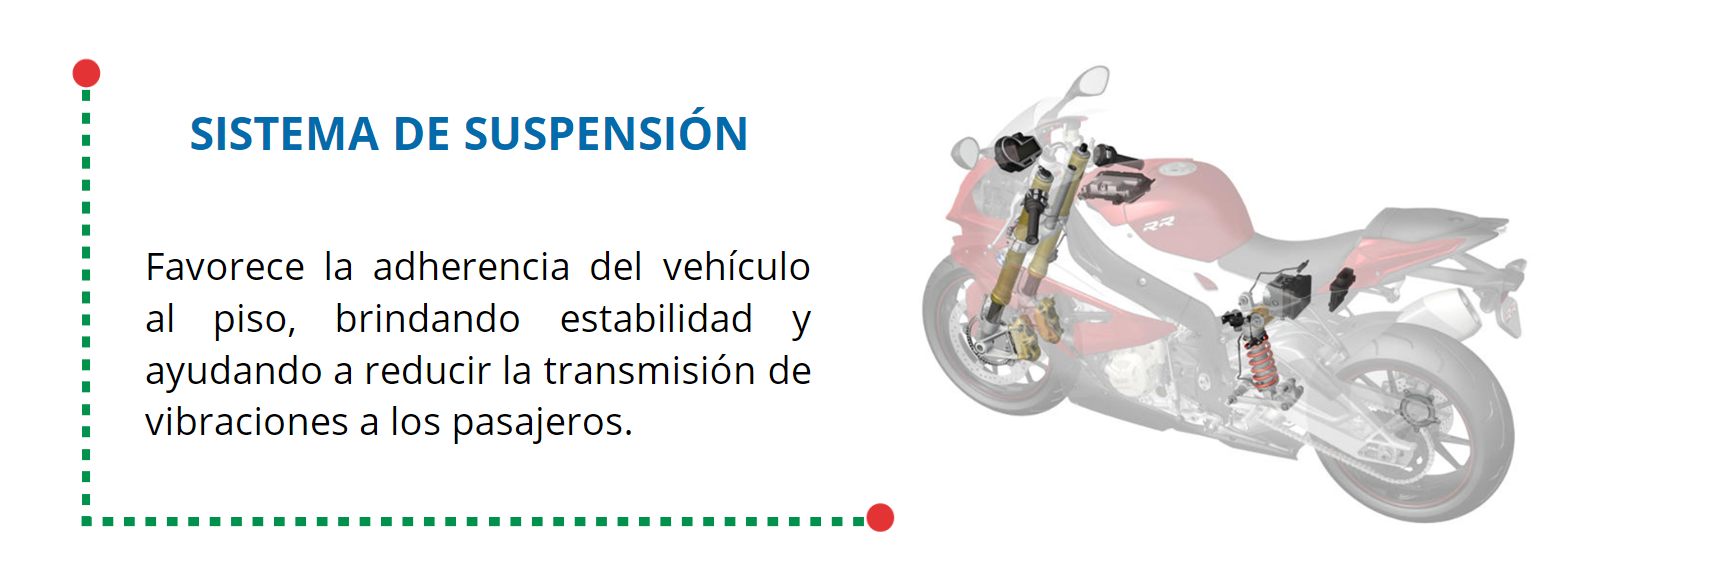 SISTEMA DE SUSPENSIÓN
Favorece la adherencia del vehículo
al piso, brindando estabilidad y
ayudando a reducir la transmisión de
vibraciones a los pasajeros.
RR